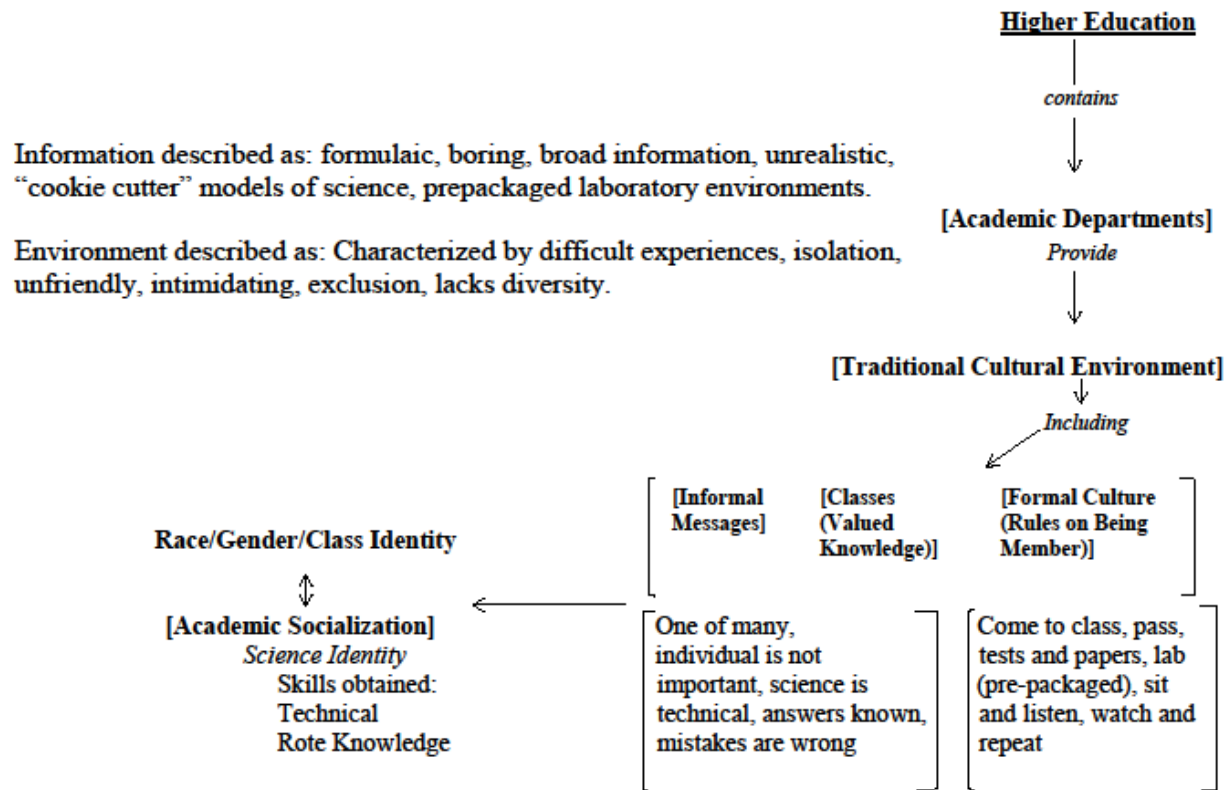 Higher Education
contains
Information described as: formulaic, boring, broad information, unrealistic,
“cookie cutter” models of science, prepackaged laboratory environments.
[Academic Departments]
Provide
Environment described as: Characterized by difficult experiences, isolation,
unfriendly, intimidating, exclusion, lacks diversity.
[Traditional Cultural Environment]
Including
[Informal
Messages]
[Classes
(Valued
Knowledge)]
[Formal Culture
(Rules on Being
Member)]
Race/Gender/Class Identity
[Academic Socialization]
Science Identity
Skills obtained:
Technical
Rote Knowledge
One of many,
individual is not
important, science is
technical, answers known,
mistakes are wrong
Come to class, pass,
tests and papers, lab
(pre-packaged), sit
and listen, watch and
repeat